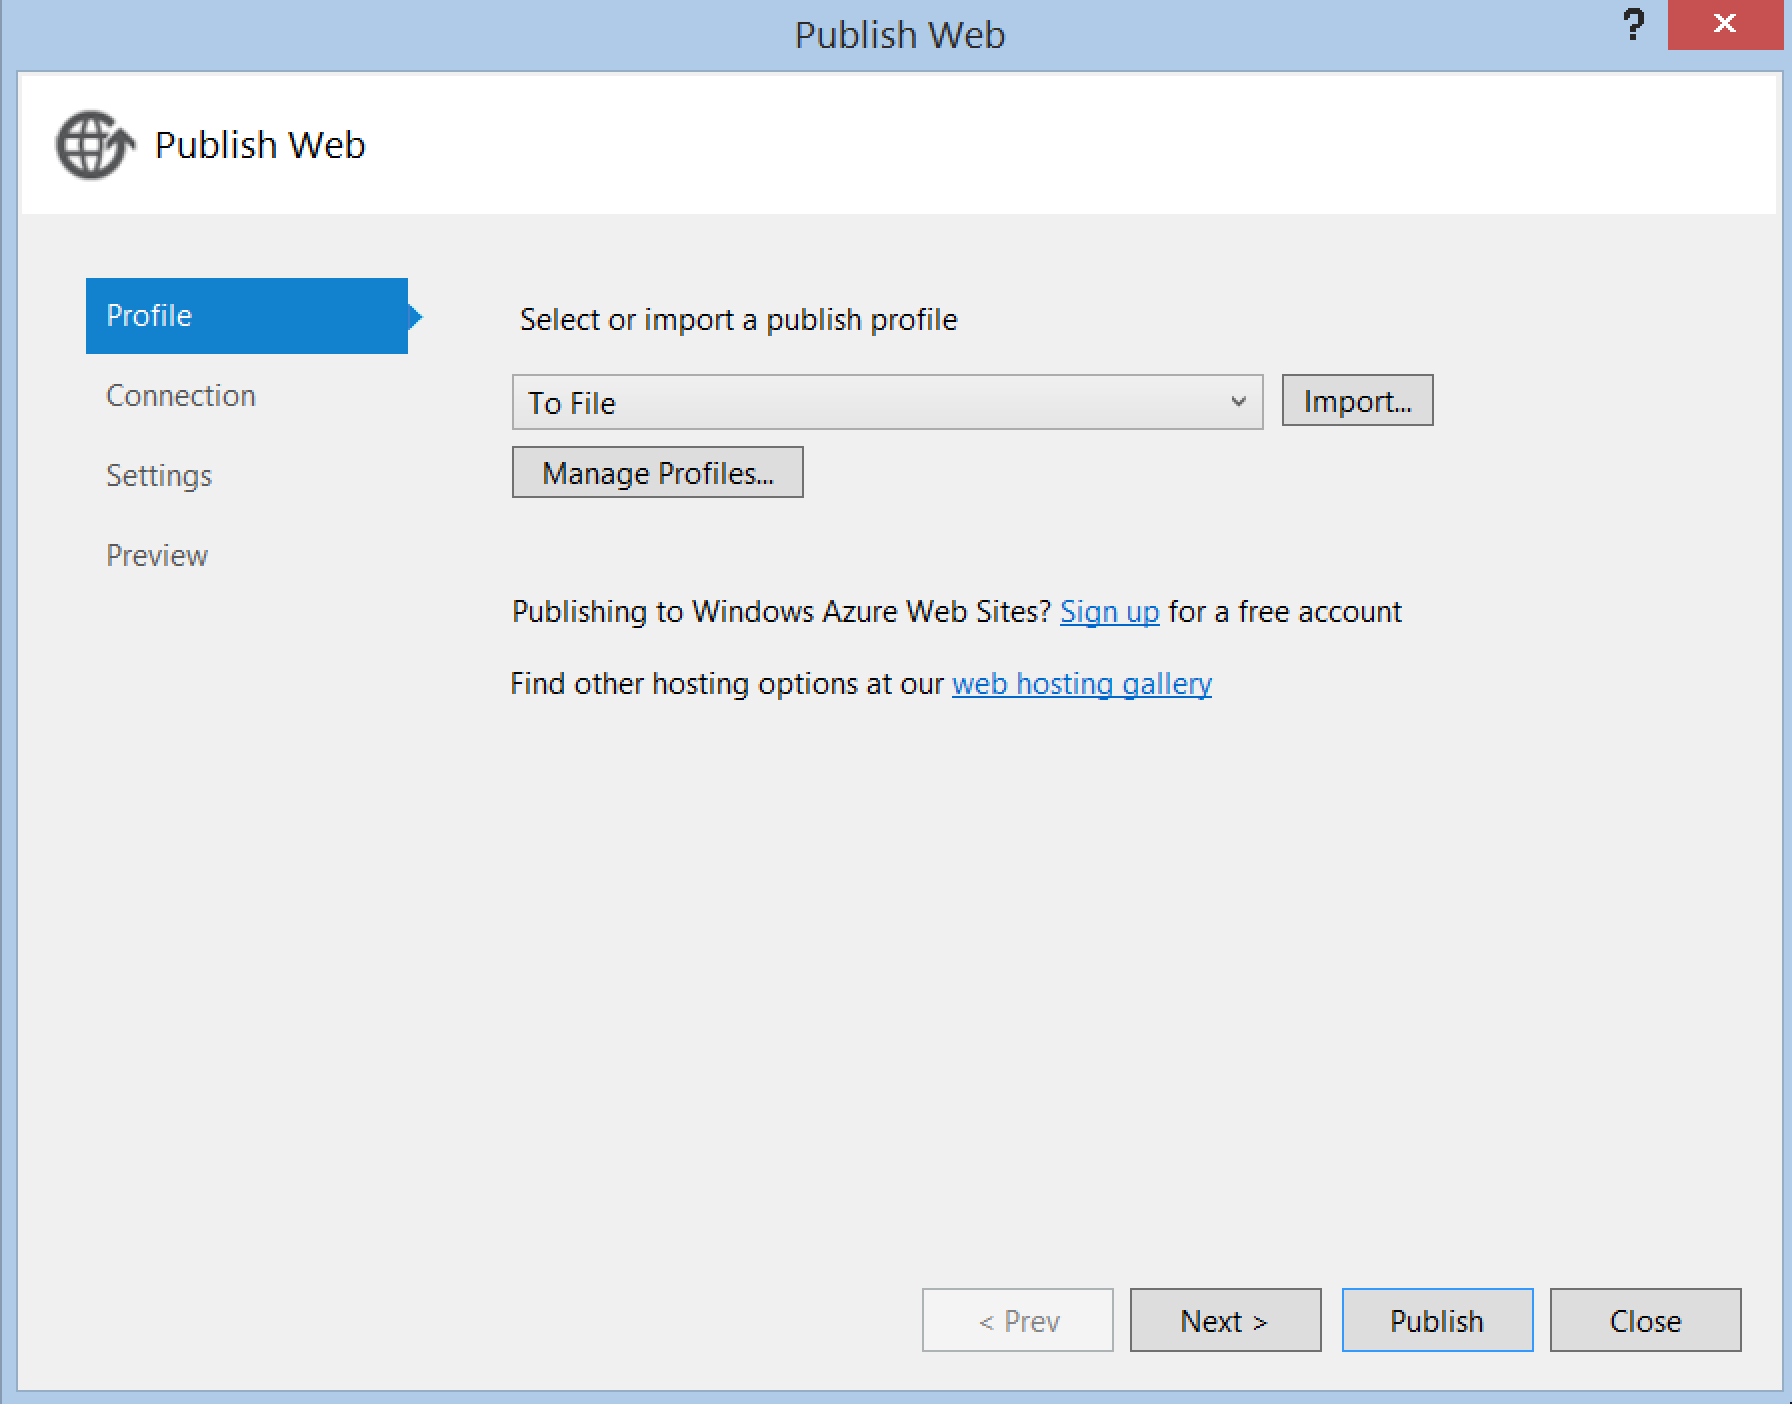 Publish Web
?
Publish Web
Profile
Connection
Settings
Preview
Select or import a publish profile
To File
Import...
Manage Profiles...
Publishing to Windows Azure Web Sites? Sign up for a free account
Find other hosting options at our web hosting gallery
< Prev
Next >
Publish
Close